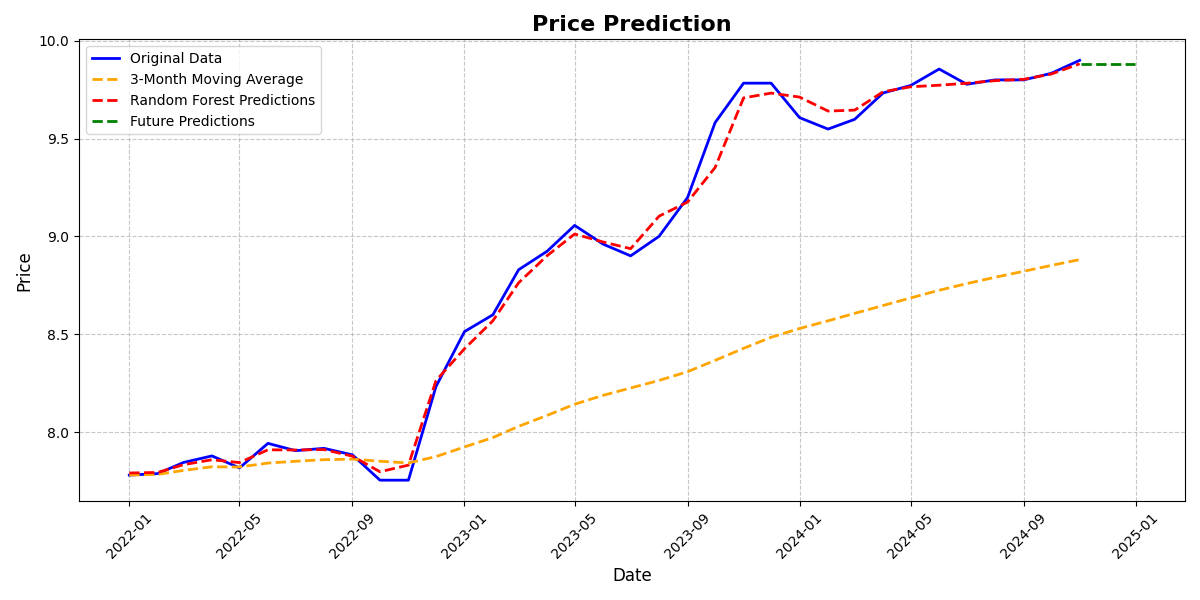 Price Prediction
Original Data
3-Month Moving Average
Random Forest Predictions
Future Predictions
10.0
9.5
9.0
8.5
8.0
Price
2022-01
2022-05
2022-09
2023-01
2023-05
2023-09
2024-01
2024-05
2024-09
2025-01
Date